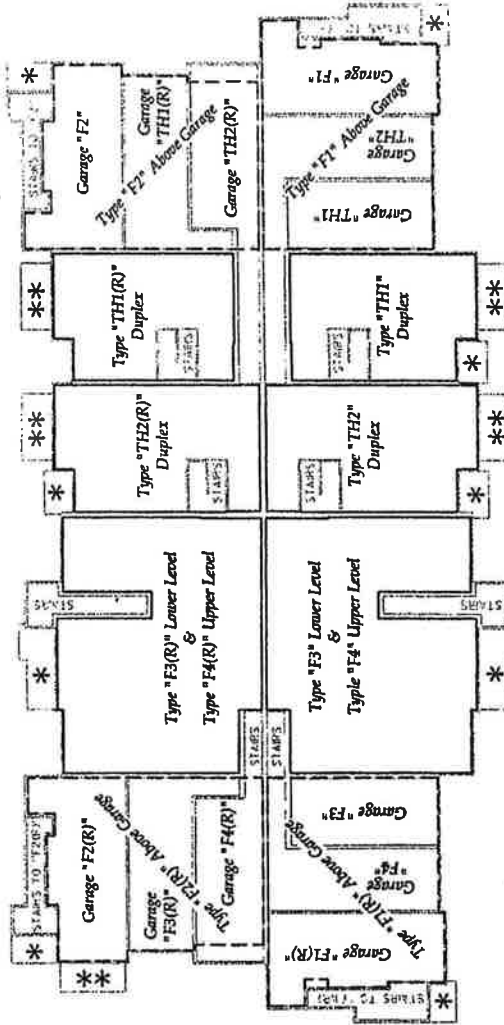 *
STAIRS TO "F2"
Garage "F2"
Garage
"TH1(R)"
Type "F2" Above Garage
Garage "TH2(R)"
*
Garage "F1"
Type "F1" Above Garage
Garage
"TH2"
Garage "TH1"
**
Type "TH1(R)"
Duplex
STAIRS
STAIRS
Type "TH1"
Duplex
*
**
**
*
Type "TH2(R)"
Duplex
STAIRS
STAIRS
Type "TH2"
Duplex
*
**
STAIRS
*
Type "F3(R)" Lower Level
&
Type "F4(R)" Upper Level
Type "F3" Lower Level
&
Typle "F4" Upper Level
STAIRS
*
STAIRS
STAIRS
STAIRS TO "F2(R)"
*
**
Garage "F2(R)"
Garage
"F3(R)"
Type "F2(R)" Above Garage
Garage "F4(R)"
Garage "F3"
Garage
"F4"
Type "F1(R)" Above Garage
Garage "F1(R)"
STAIRS TO
*